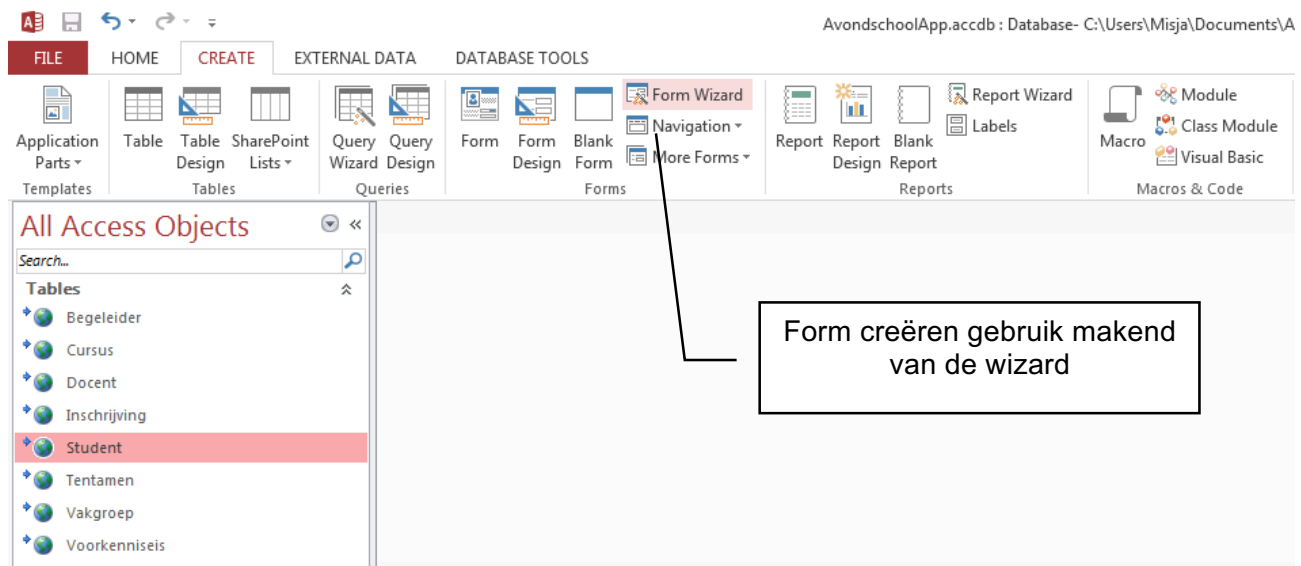 AvondschoolApp.accdb : Database- C:\Users\Misja\Documents\A
FILE HOME CREATE EXTERNAL DATA DATABASE TOOLS
Application Parts
Table
Table Design
SharePoint Lists
Query Wizard
Query Design
Form
Form Design
Blank Form
Form Wizard
Navigation
More Forms
Report
Report Design
Blank Report
Report Wizard
Labels
Macro
Module
Class Module
Visual Basic
Templates Tables Queries Forms Reports Macros & Code
All Access Objects
Search...
Tables
Begeleider
Cursus
Docent
Inschrijving
Student
Tentamen
Vakgroep
Voorkenniseis
Form creëren gebruik makend
van de wizard